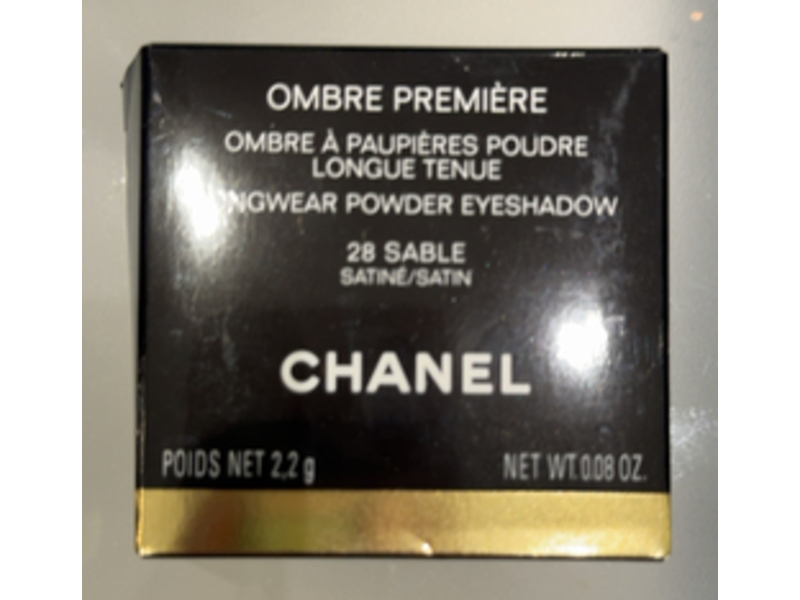 OMBRE PREMIÈRE
OMBRE À PAUPIÈRES POUDRE
LONGUE TENUE
POWDER EYESHADOW
28 SABLE
SATINÉ/SATIN
CHANEL
POIDS NET 2,2 g
NET WT. 0.08 OZ.